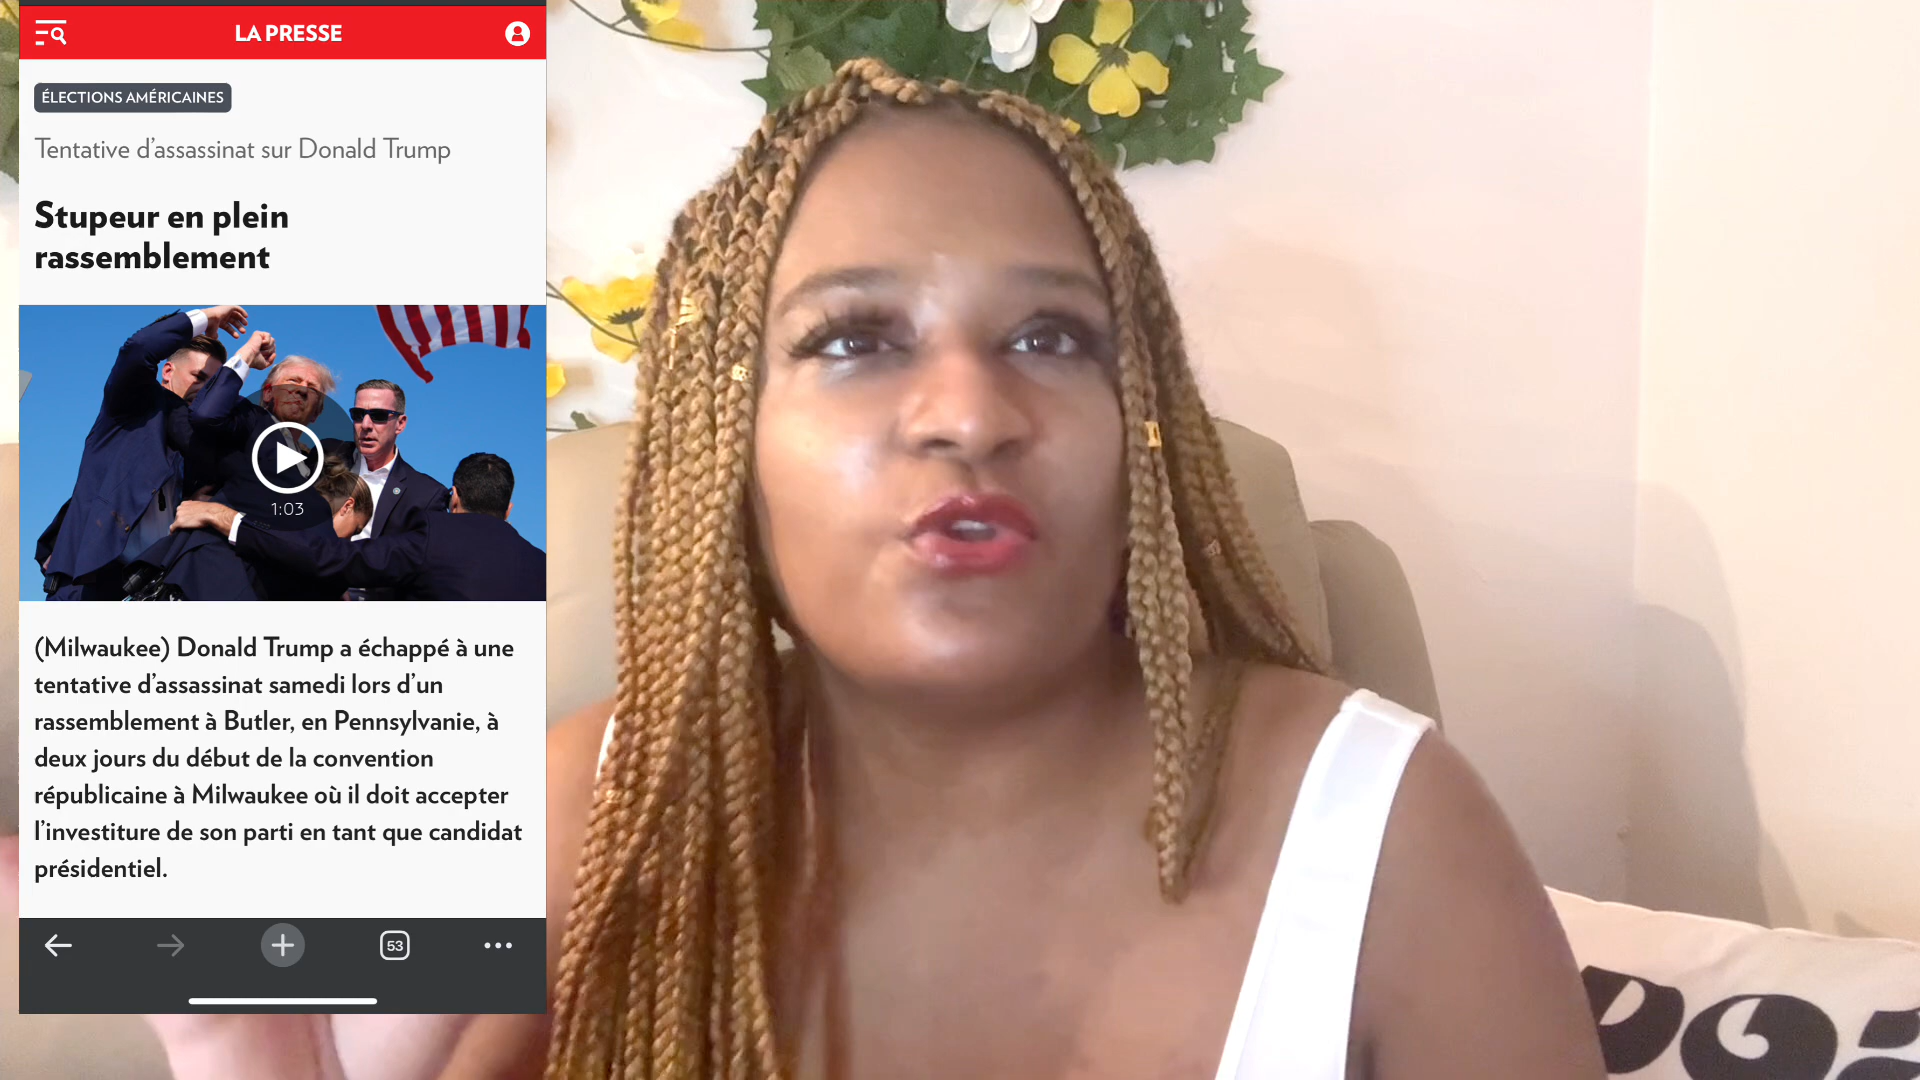 LA PRESSE
ÉLECTIONS AMÉRICAINES
Tentative d’assassinat sur Donald Trump
Stupeur en plein
rassemblement
1:03
(Milwaukee) Donald Trump a échappé à une
tentative d’assassinat samedi lors d’un
rassemblement à Butler, en Pennsylvanie, à
deux jours du début de la convention
républicaine à Milwaukee où il doit accepter
l’investiture de son parti en tant que candidat
présidentiel.
53